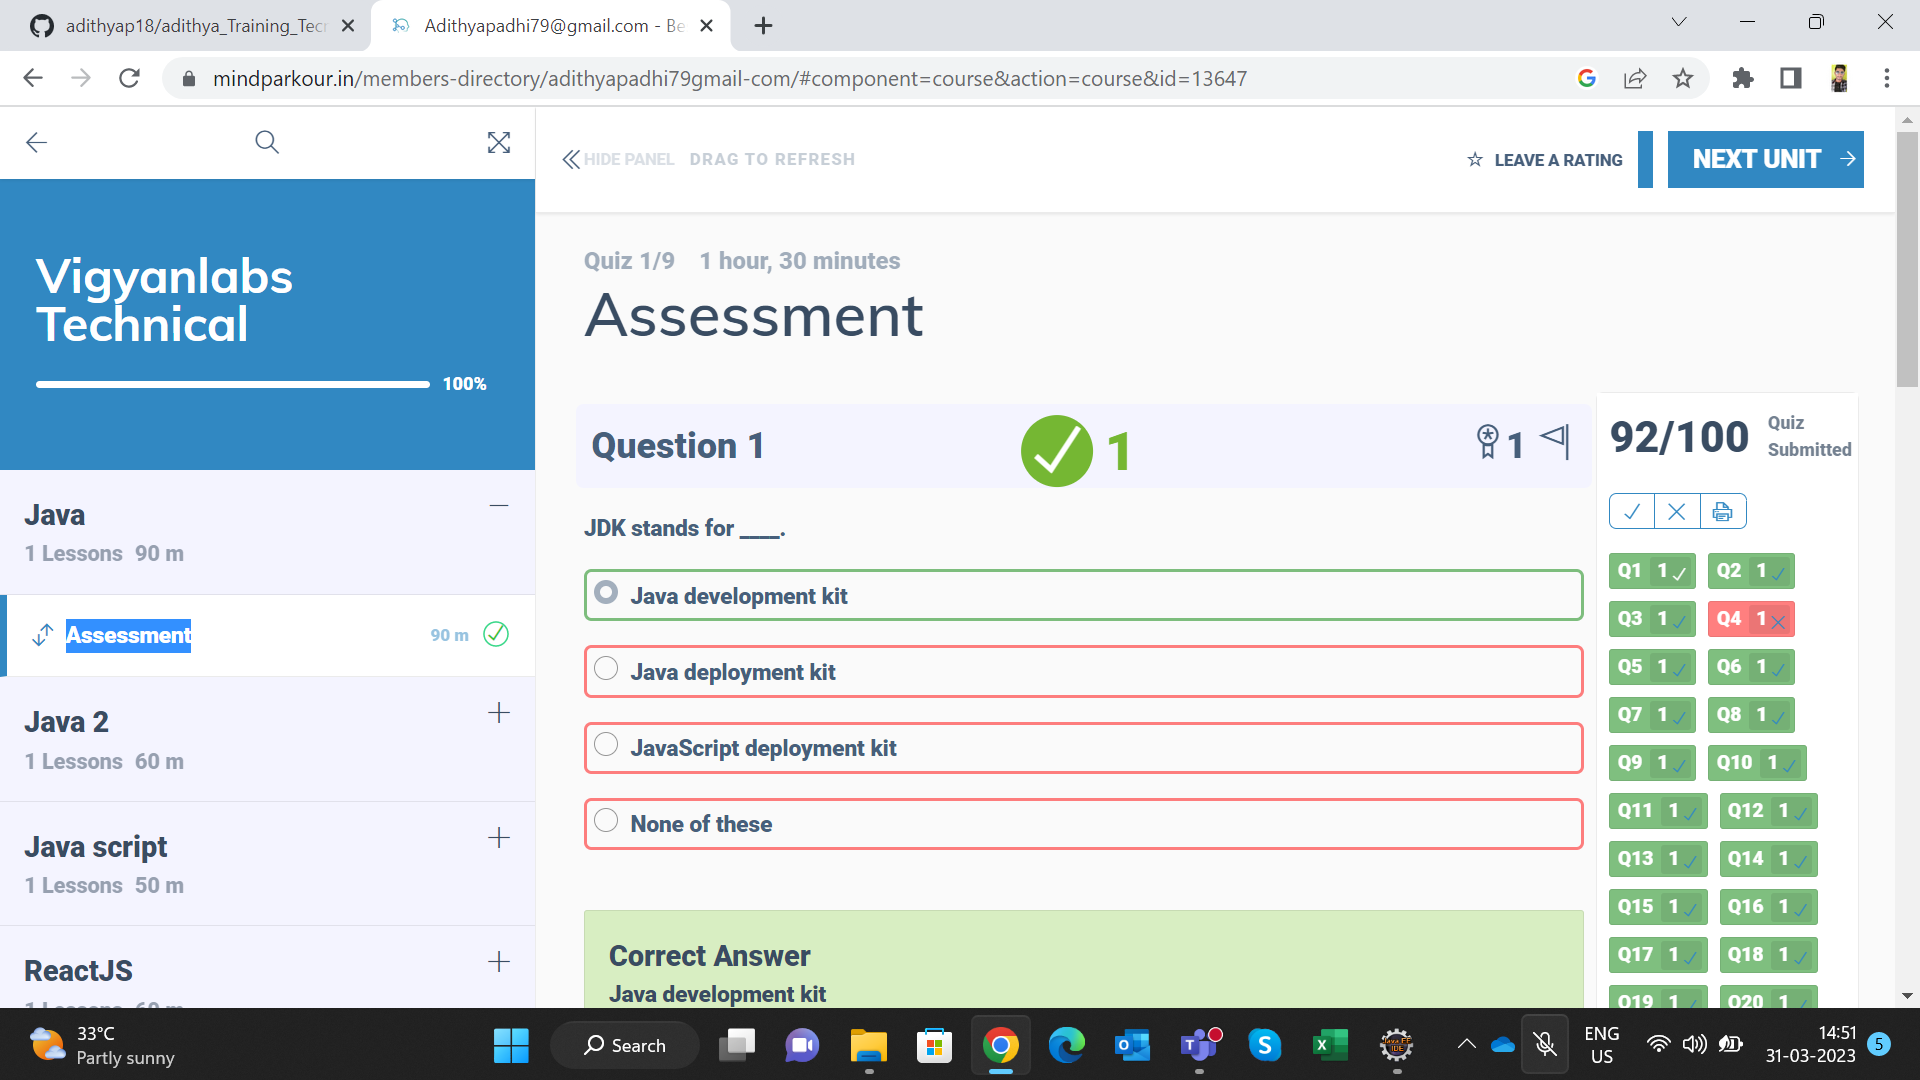 adithyap18/adithya_Training_Tecr
Adithyapadhi79@gmail.com - Be
mindparkour.in/members-directory/adithyapadhi79gmail-com/#component=course&action=course&id=13647
HIDE PANEL DRAG TO REFRESH
LEAVE A RATING
NEXT UNIT
Vigyanlabs
Technical
100%
Java
1 Lessons 90 m
Assessment 90 m
Java 2
1 Lessons 60 m
Java script
1 Lessons 50 m
ReactJS
1 Lessons 60 m
Quiz 1/9 1 hour, 30 minutes
Assessment
Question 1 1 1
JDK stands for ____.
Java development kit
Java deployment kit
JavaScript deployment kit
None of these
Correct Answer
Java development kit
92/100 Quiz
Submitted
Q1 1 Q2 1
Q3 1 Q4 1
Q5 1 Q6 1
Q7 1 Q8 1
Q9 1 Q10 1
Q11 1 Q12 1
Q13 1 Q14 1
Q15 1 Q16 1
Q17 1 Q18 1
Q19 1 Q20 1
33°C
Partly sunny
Search
ENG
US
14:51
31-03-2023
5